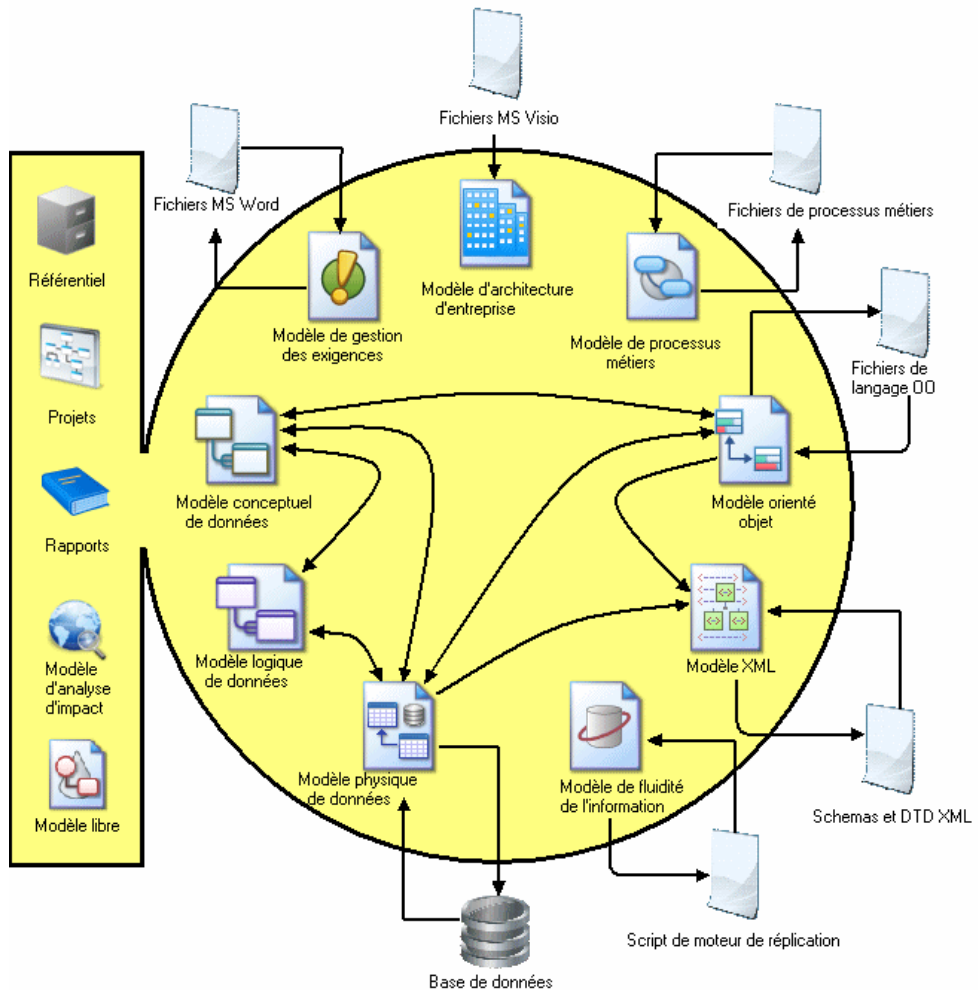 Fichiers MS Visio
Fichiers MS Word
Fichiers de processus métiers
Référentiel
Modèle d'architecture
d'entreprise
Modèle de gestion
des exigences
Modèle de processus
métiers
Fichiers de
langage OO
Projets
Modèle conceptuel
de données
Modèle orienté
objet
Rapports
Modèle logique
de données
Modèle XML
Modèle
d'analyse
d'impact
Modèle physique
de données
Modèle de fluidité
de l'information
Schemas et DTD XML
Modèle libre
Script de moteur de réplication
Base de données